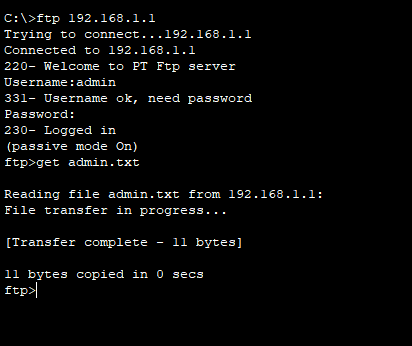 C:\>ftp 192.168.1.1
Trying to connect...192.168.1.1
Connected to 192.168.1.1
220- Welcome to PT Ftp server
Username:admin
331- Username ok, need password
Password:
230- Logged in
(passive mode On)
ftp>get admin.txt
Reading file admin.txt from 192.168.1.1:
File transfer in progress...
[Transfer complete - 11 bytes]
11 bytes copied in 0 secs
ftp>